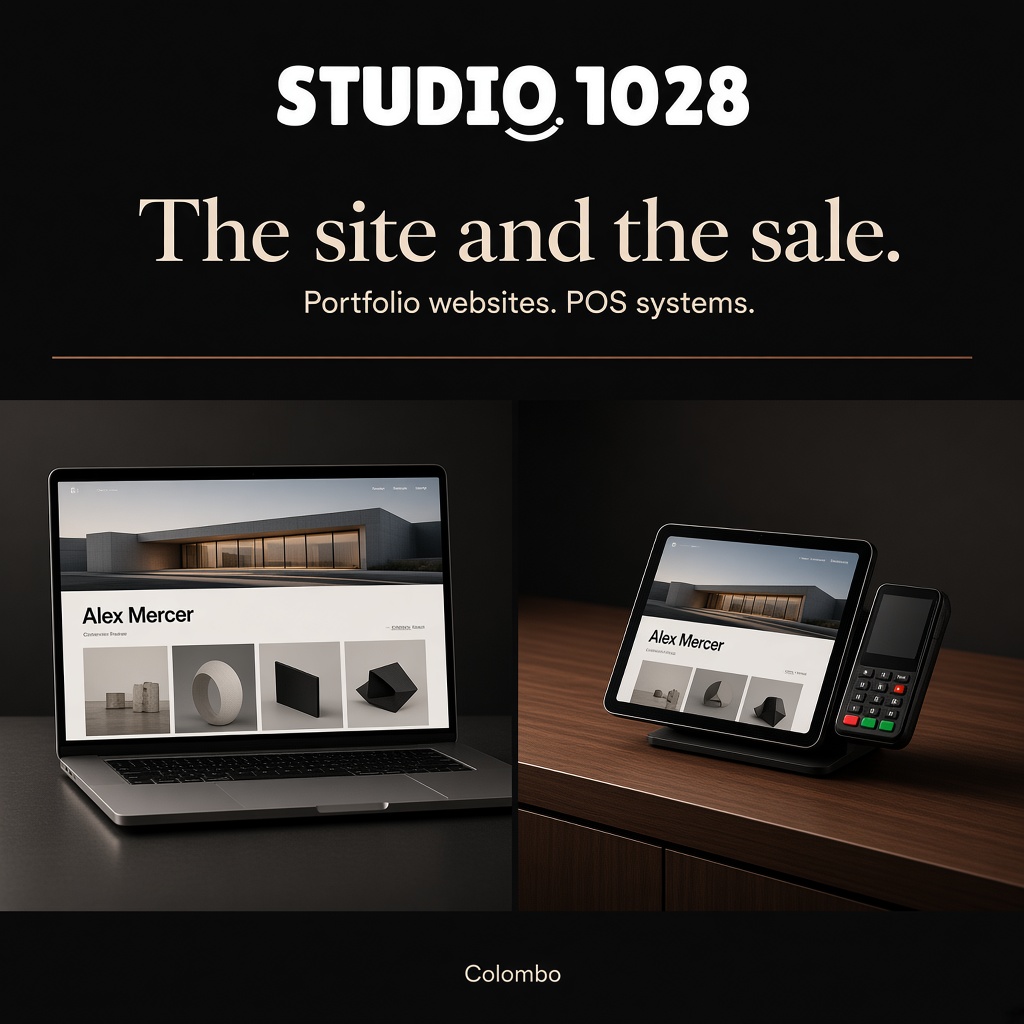 STUDIO 1028
The site and the sale.
Portfolio websites. POS systems.
Alex Mercer
Alex Mercer
Colombo